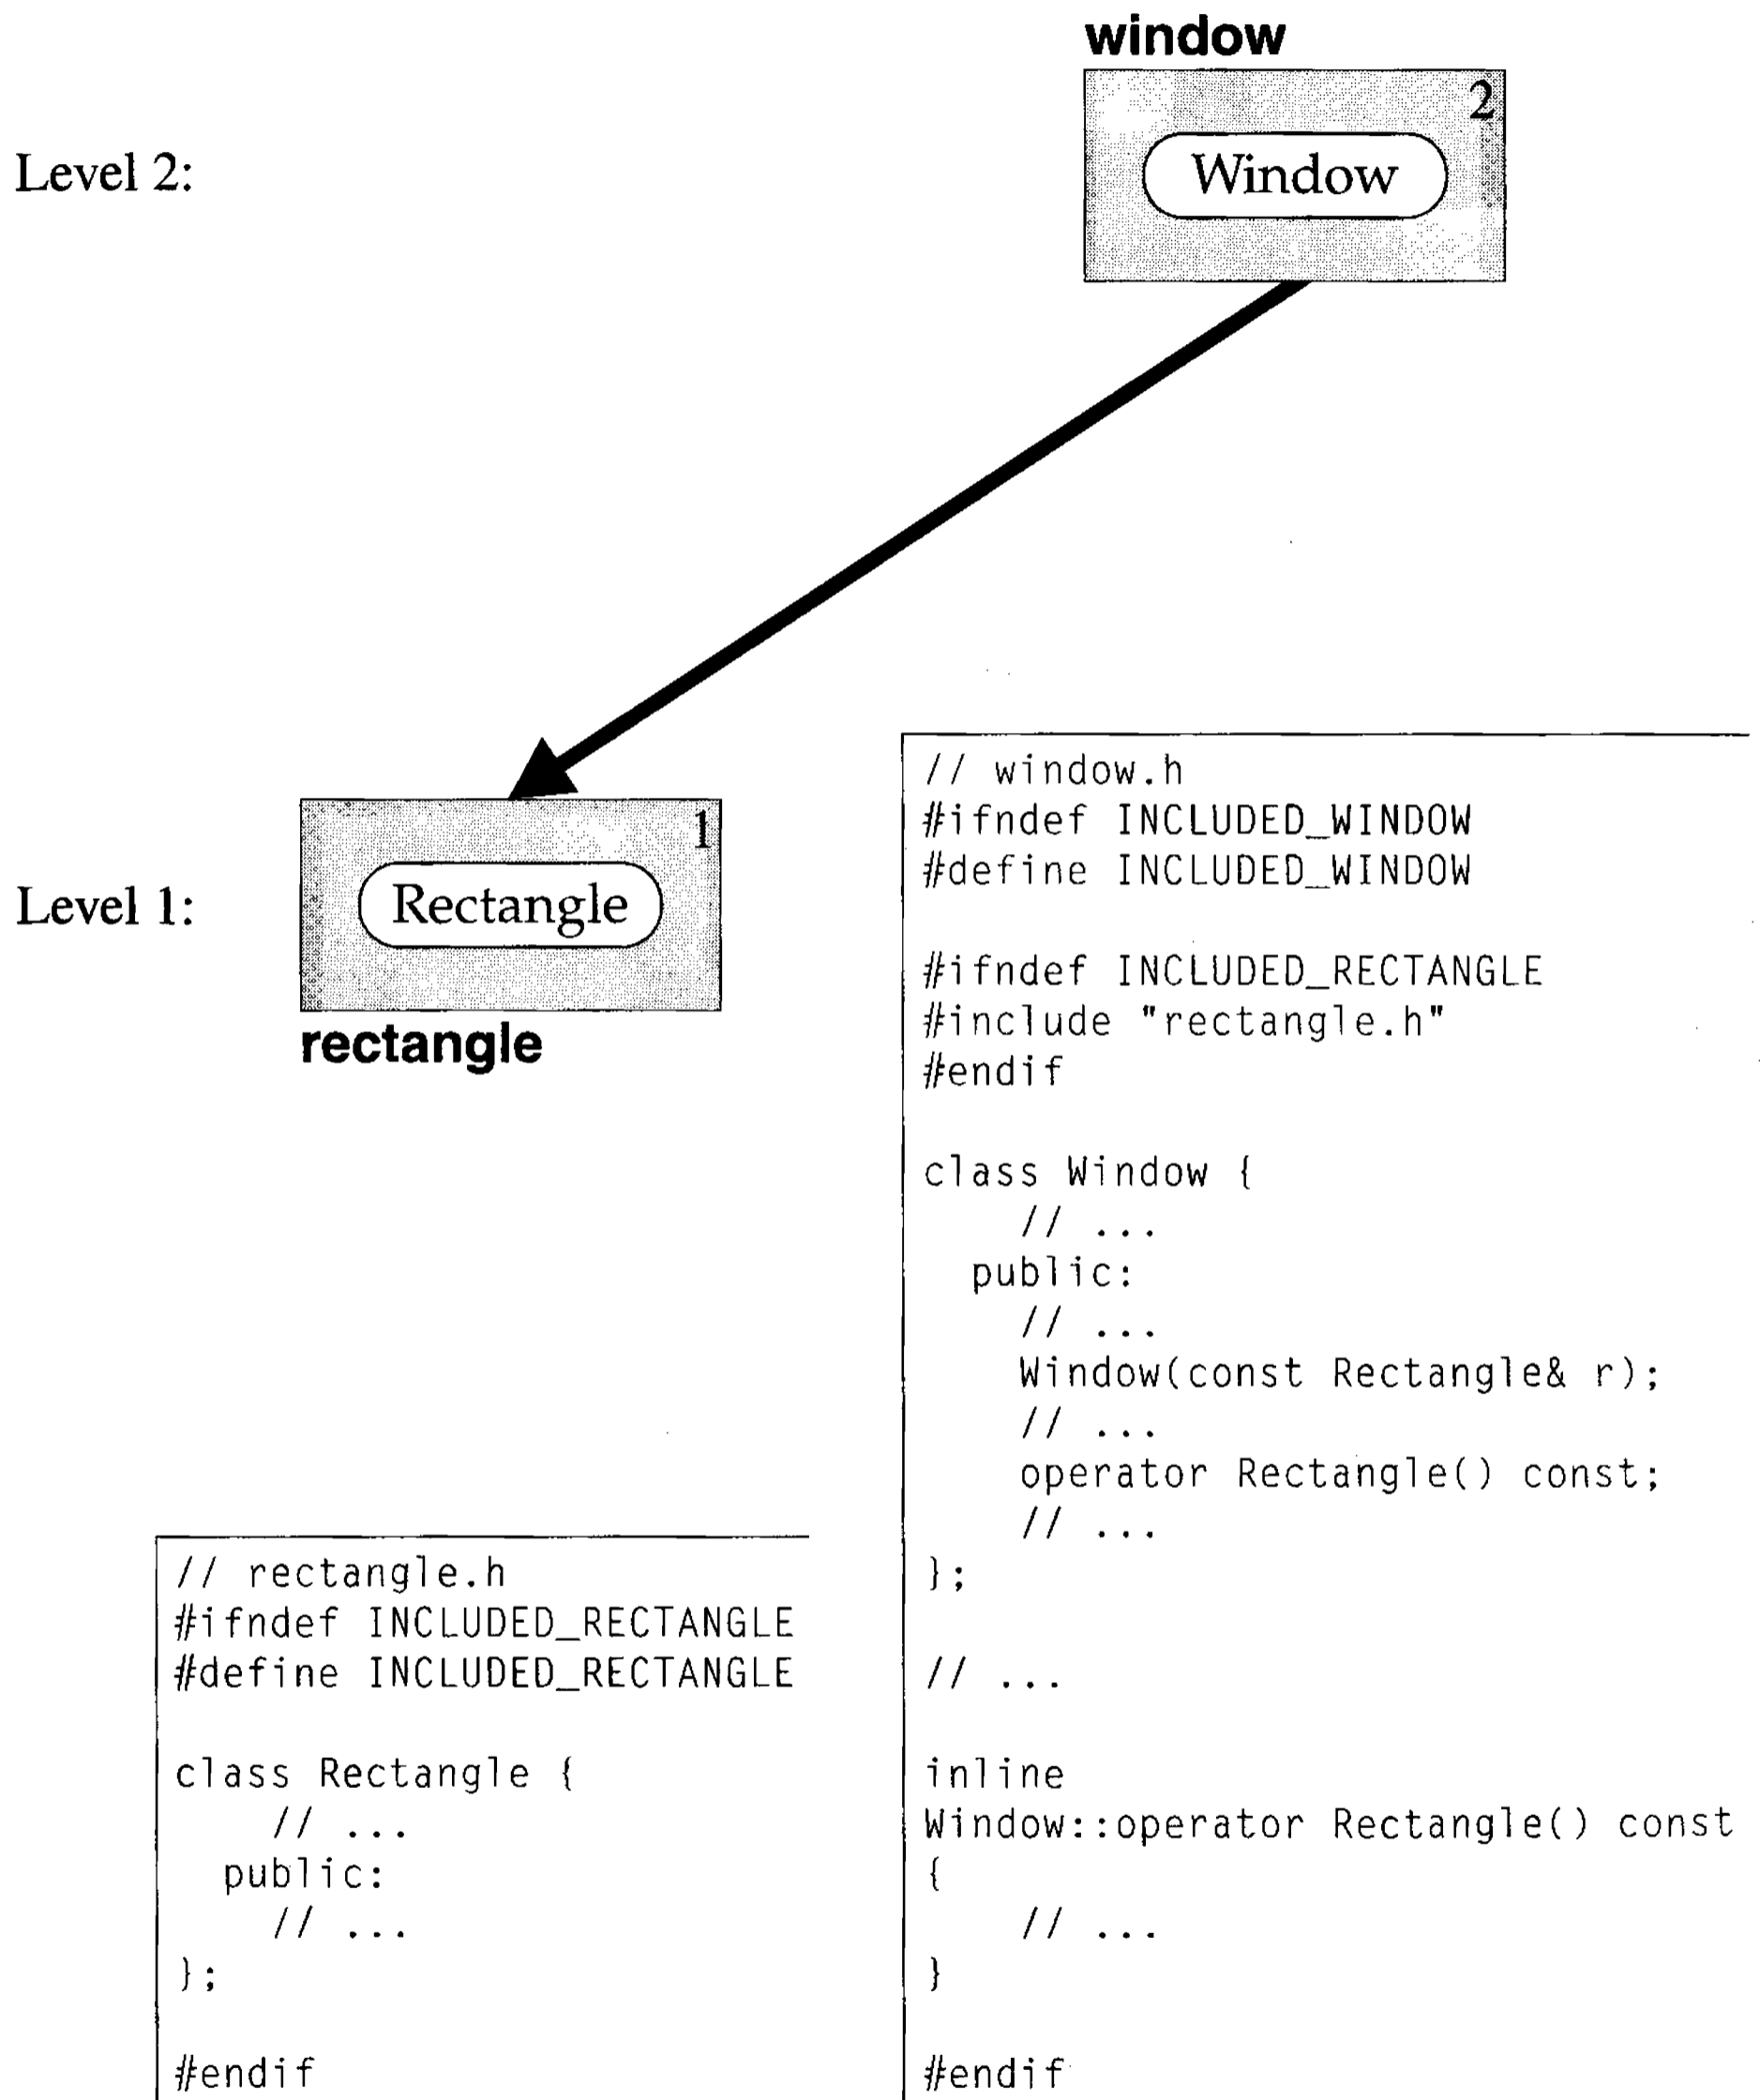 window
2
Level 2:
Window
Level 1:
1
Rectangle
rectangle
// window.h
#ifndef INCLUDED_WINDOW
#define INCLUDED_WINDOW

#ifndef INCLUDED_RECTANGLE
#include "rectangle.h"
#endif

class Window {
    // ...
  public:
    // ...
    Window(const Rectangle& r);
    // ...
    operator Rectangle() const;
    // ...
};

// ...

inline
Window::operator Rectangle() const
{
    // ...
}

#endif
// rectangle.h
#ifndef INCLUDED_RECTANGLE
#define INCLUDED_RECTANGLE

class Rectangle {
    // ...
  public:
    // ...
};

#endif